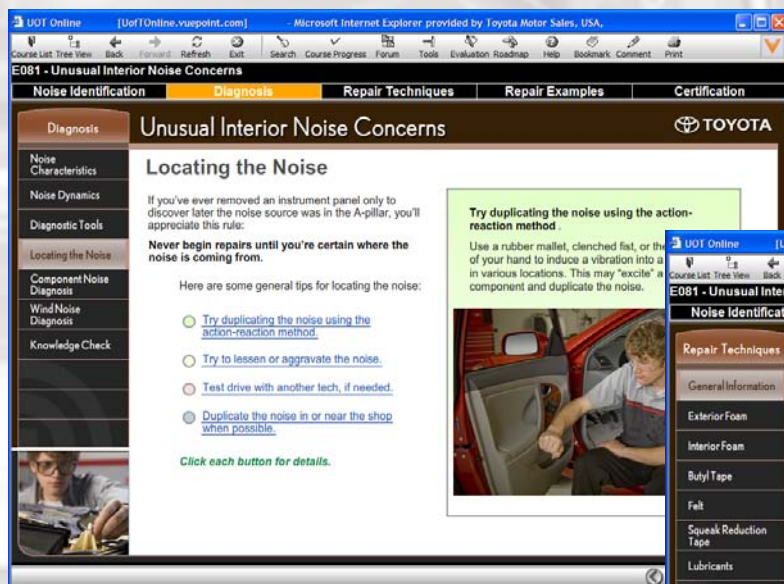 UOT Online [UofTOnline.vuepoint.com] - Microsoft Internet Explorer provided by Toyota Motor Sales, USA,
Course List Tree View Back Forward Refresh Exit Search Course Progress Forum Tools Evaluation Roadmap Help Bookmark Comment Print
E081 - Unusual Interior Noise Concerns
Noise Identification Diagnosis Repair Techniques Repair Examples Certification
Diagnosis
Unusual Interior Noise Concerns
TOYOTA
Noise
Characteristics
Noise Dynamics
Diagnostic Tools
Locating the Noise
Component Noise
Diagnosis
Wind Noise
Diagnosis
Knowledge Check
Locating the Noise
If you've ever removed an instrument panel only to
discover later the noise source was in the A-pillar, you'll
appreciate this rule:
Never begin repairs until you're certain where the
noise is coming from.
Here are some general tips for locating the noise:
Try duplicating the noise using the
action-reaction method.
Try to lessen or aggravate the noise.
Test drive with another tech, if needed.
Duplicate the noise in or near the shop
when possible.
Click each button for details.
Try duplicating the noise using the action-
reaction method .
Use a rubber mallet, clenched fist, or the
of your hand to induce a vibration into a
in various locations. This may "excite" a
component and duplicate the noise.
UOT Online
Course List Tree View Back
E081 - Unusual Inter
Noise Identificat
Repair Techniques
General Information
Exterior Foam
Interior Foam
Butyl Tape
Felt
Squeak Reduction
Tape
Lubricants